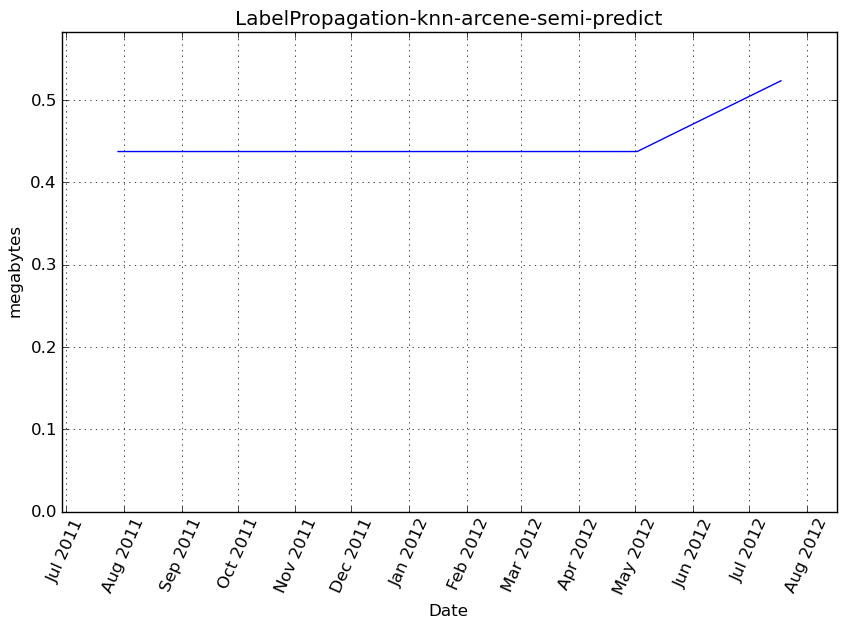 LabelPropagation-knn-arcene-semi-predict
megabytes
0.5
0.4
0.3
0.2
0.1
0.0
Jul 2011
Aug 2011
Sep 2011
Oct 2011
Nov 2011
Dec 2011
Jan 2012
Feb 2012
Mar 2012
Apr 2012
May 2012
Jun 2012
Jul 2012
Aug 2012
Date